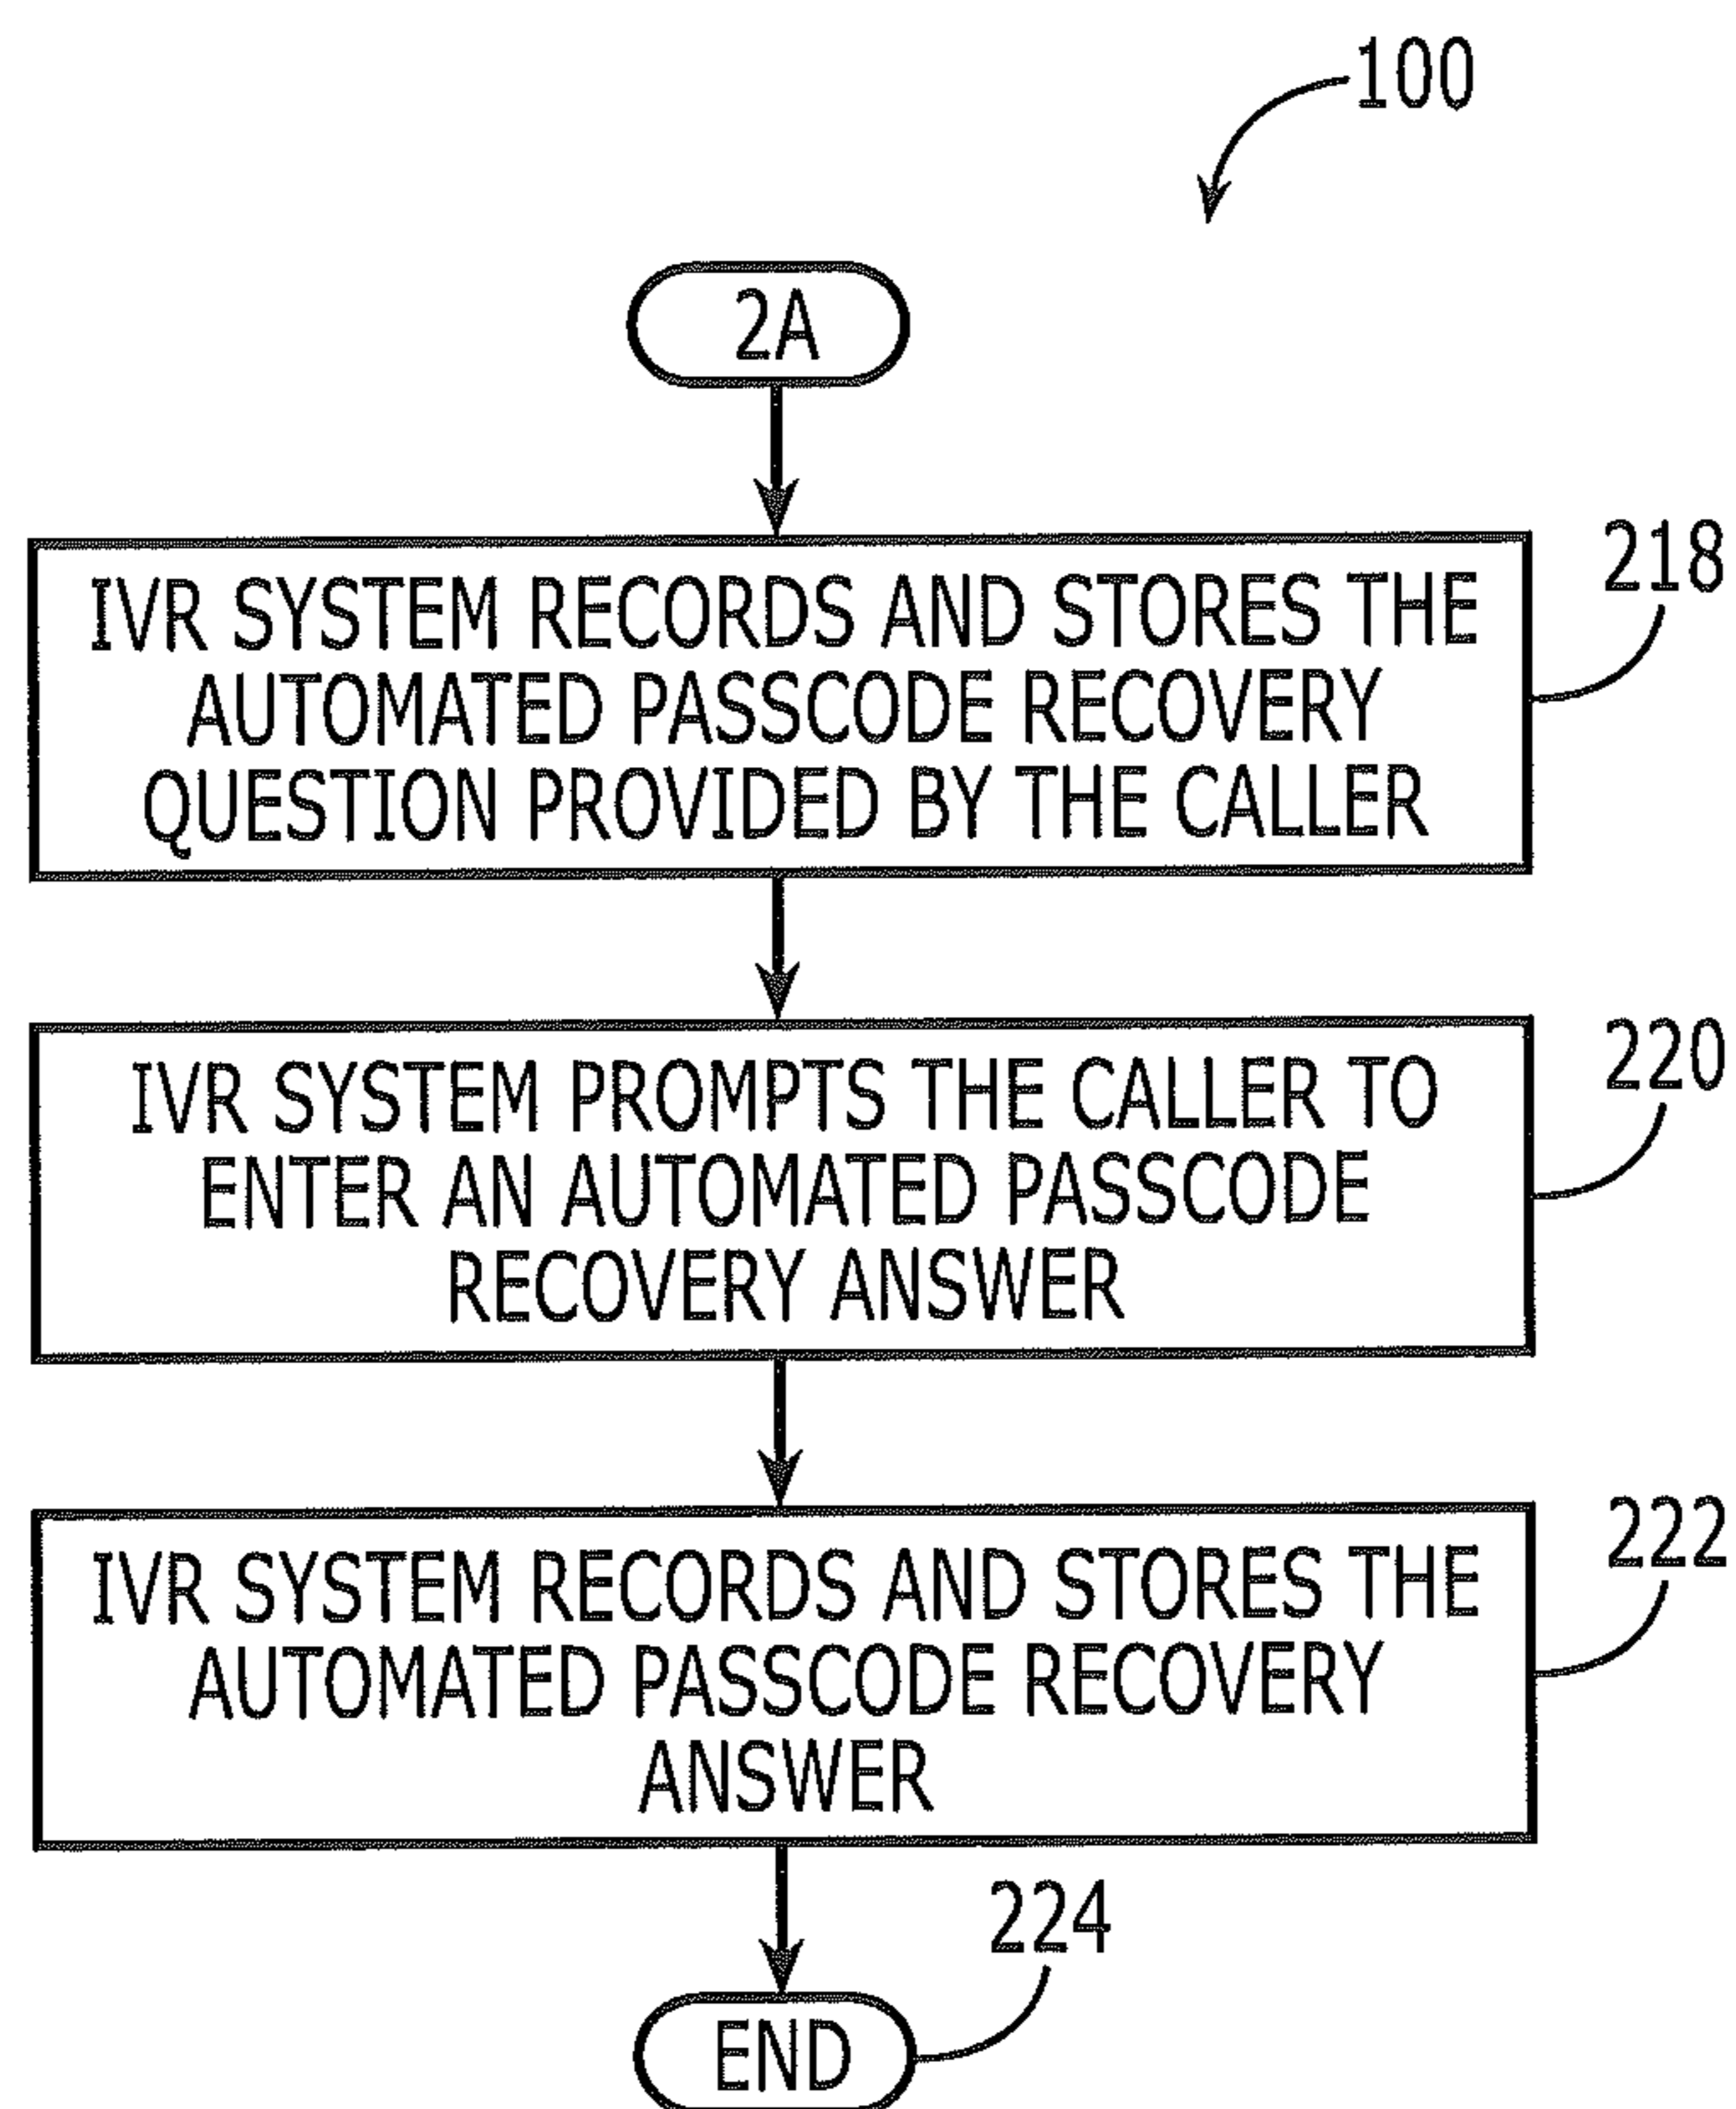 100
2A
IVR SYSTEM RECORDS AND STORES THE
AUTOMATED PASSCODE RECOVERY
QUESTION PROVIDED BY THE CALLER
218
IVR SYSTEM PROMPTS THE CALLER TO
ENTER AN AUTOMATED PASSCODE
RECOVERY ANSWER
220
IVR SYSTEM RECORDS AND STORES THE
AUTOMATED PASSCODE RECOVERY
ANSWER
222
224
END